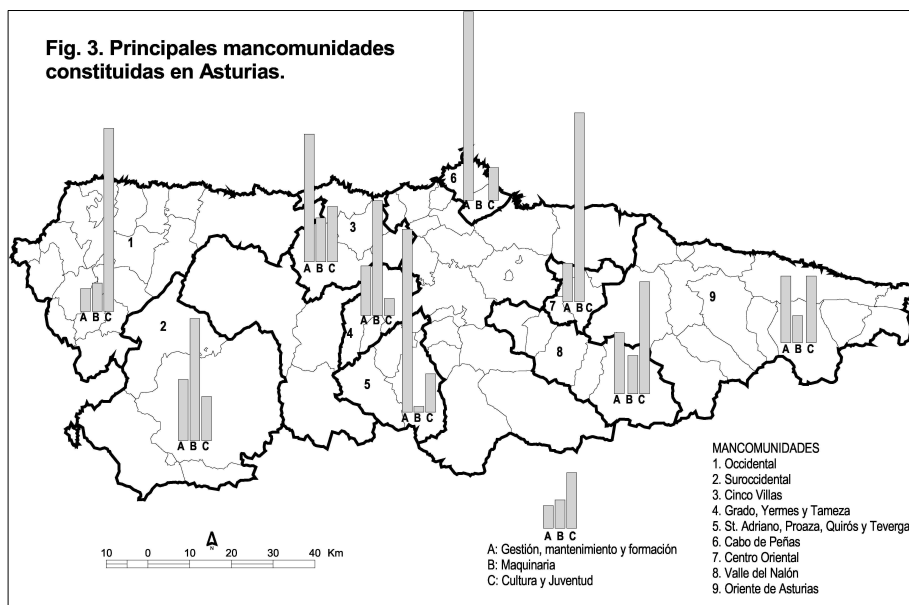 Fig. 3. Principales mancomunidades
constituidas en Asturias.
6
A B C
1
3
A B C
A B C
2
A B C
4
A B C
7
A B C
9
A B C
8
A B C
5
A B C
A B C
MANCOMUNIDADES
1. Occidental
2. Suroccidental
3. Cinco Villas
4. Grado, Yermes y Tameza
5. St. Adriano, Proaza, Quirós y Teverga
6. Cabo de Peñas
7. Centro Oriental
8. Valle del Nalón
9. Oriente de Asturias
A B C
A: Gestión, mantenimiento y formación
B: Maquinaria
C: Cultura y Juventud
N
10 0 10 20 30 40 Km